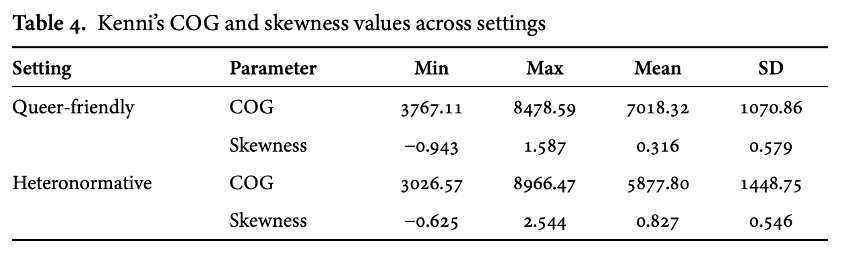 Table 4. Kenni's COG and skewness values across settings
Setting Parameter Min Max Mean SD
Queer-friendly COG 3767.11 8478.59 7018.32 1070.86
Skewness −0.943 1.587 0.316 0.579
Heteronormative COG 3026.57 8966.47 5877.80 1448.75
Skewness −0.625 2.544 0.827 0.546